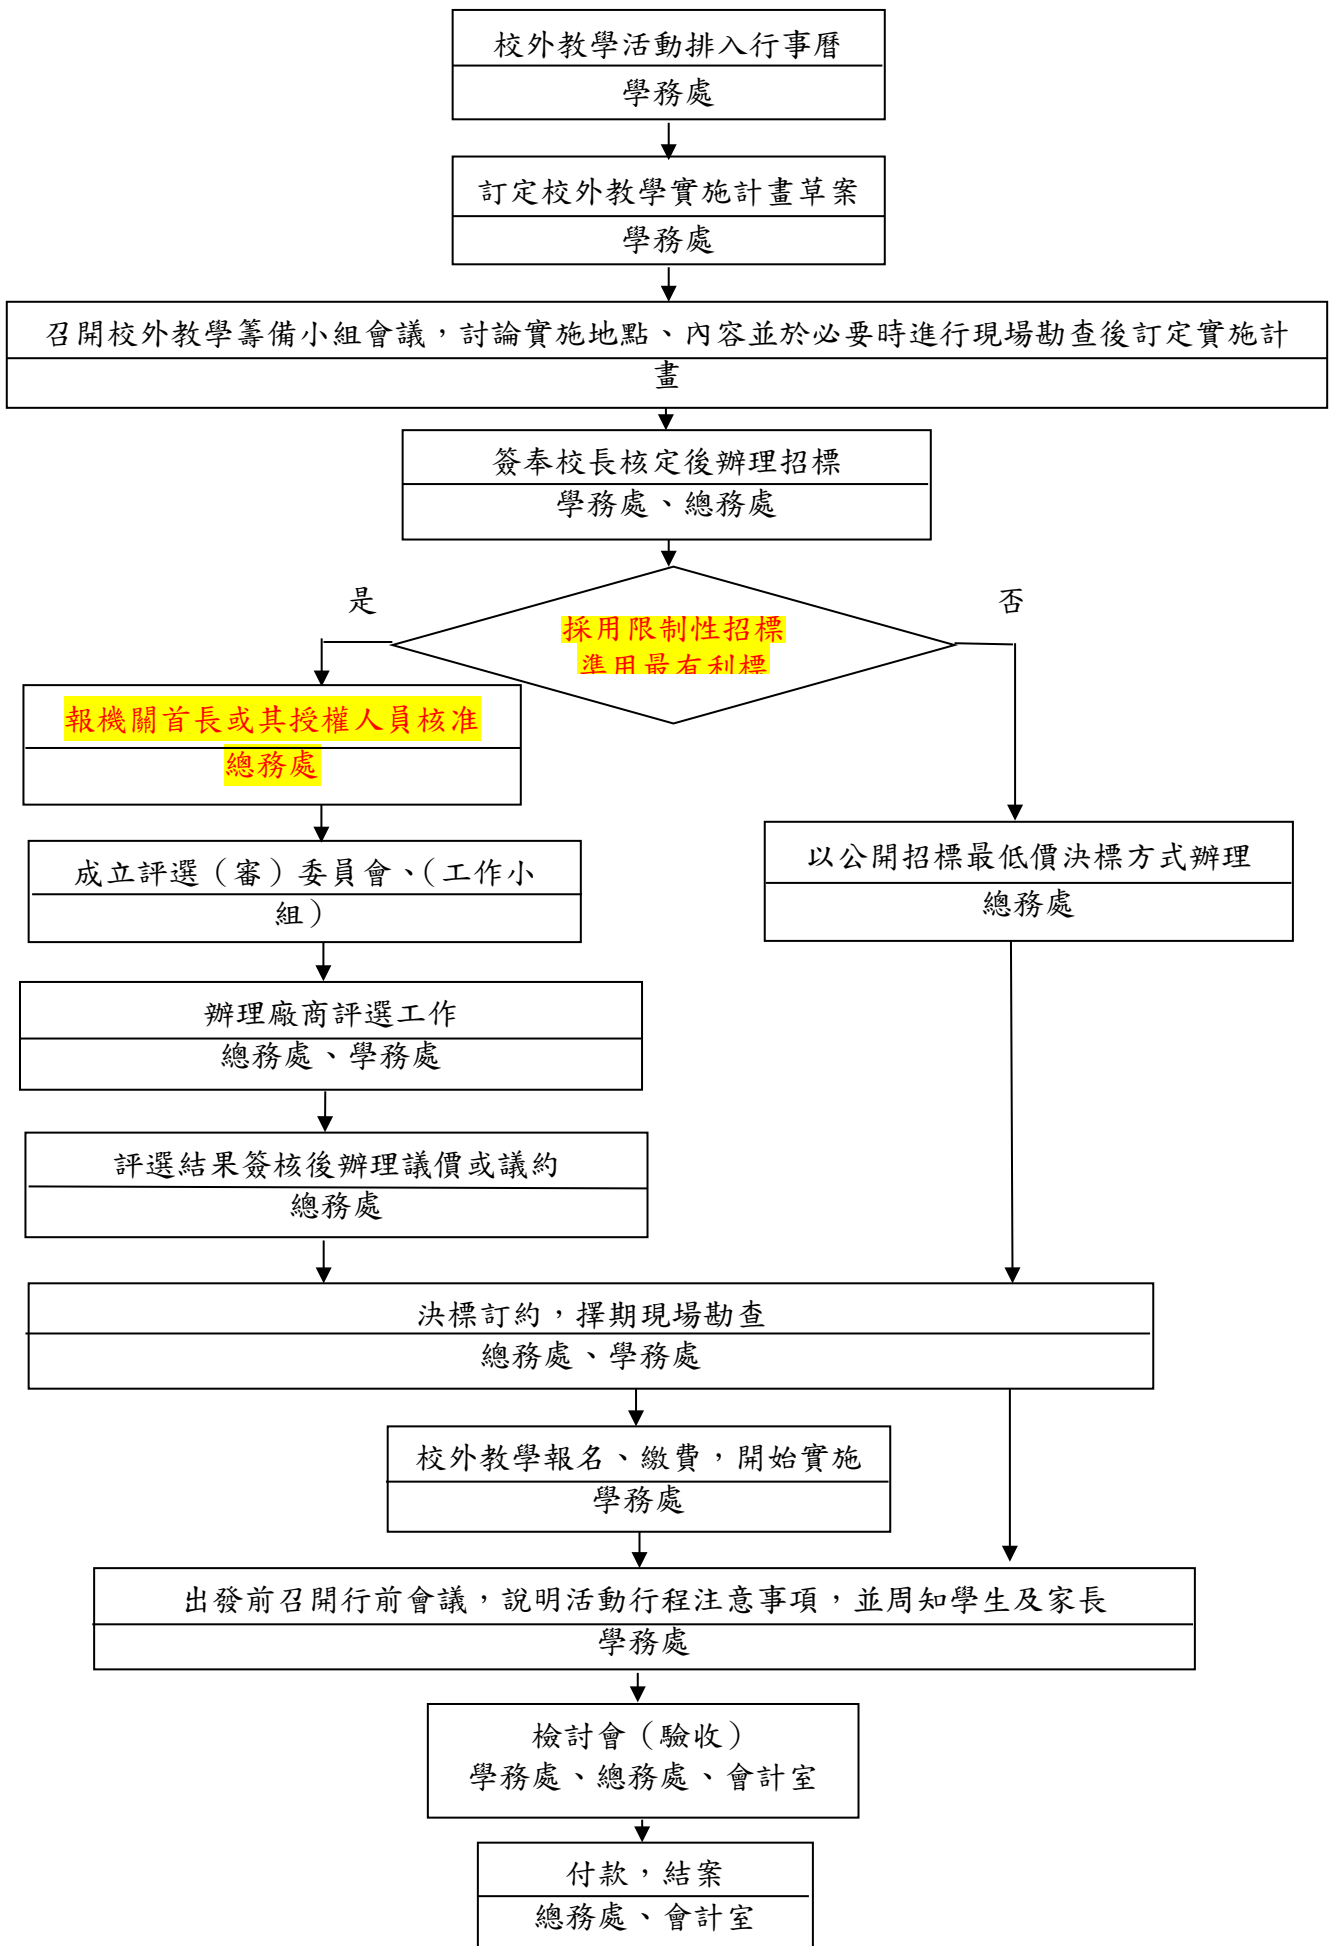 校外教學活動排入行事曆
學務處
訂定校外教學實施計畫草案
學務處
召開校外教學籌備小組會議，討論實施地點、內容並於必要時進行現場勘查後訂定實施計
畫
簽奉校長核定後辦理招標
學務處、總務處
是
否
採用限制性招標
準用最有利標
報機關首長或其授權人員核准
總務處
成立評選（審）委員會、（工作小
組）
以公開招標最低價決標方式辦理
總務處
辦理廠商評選工作
總務處、學務處
評選結果簽核後辦理議價或議約
總務處
決標訂約，擇期現場勘查
總務處、學務處
校外教學報名、繳費，開始實施
學務處
出發前召開行前會議，說明活動行程注意事項，並周知學生及家長
學務處
檢討會（驗收）
學務處、總務處、會計室
付款，結案
總務處、會計室